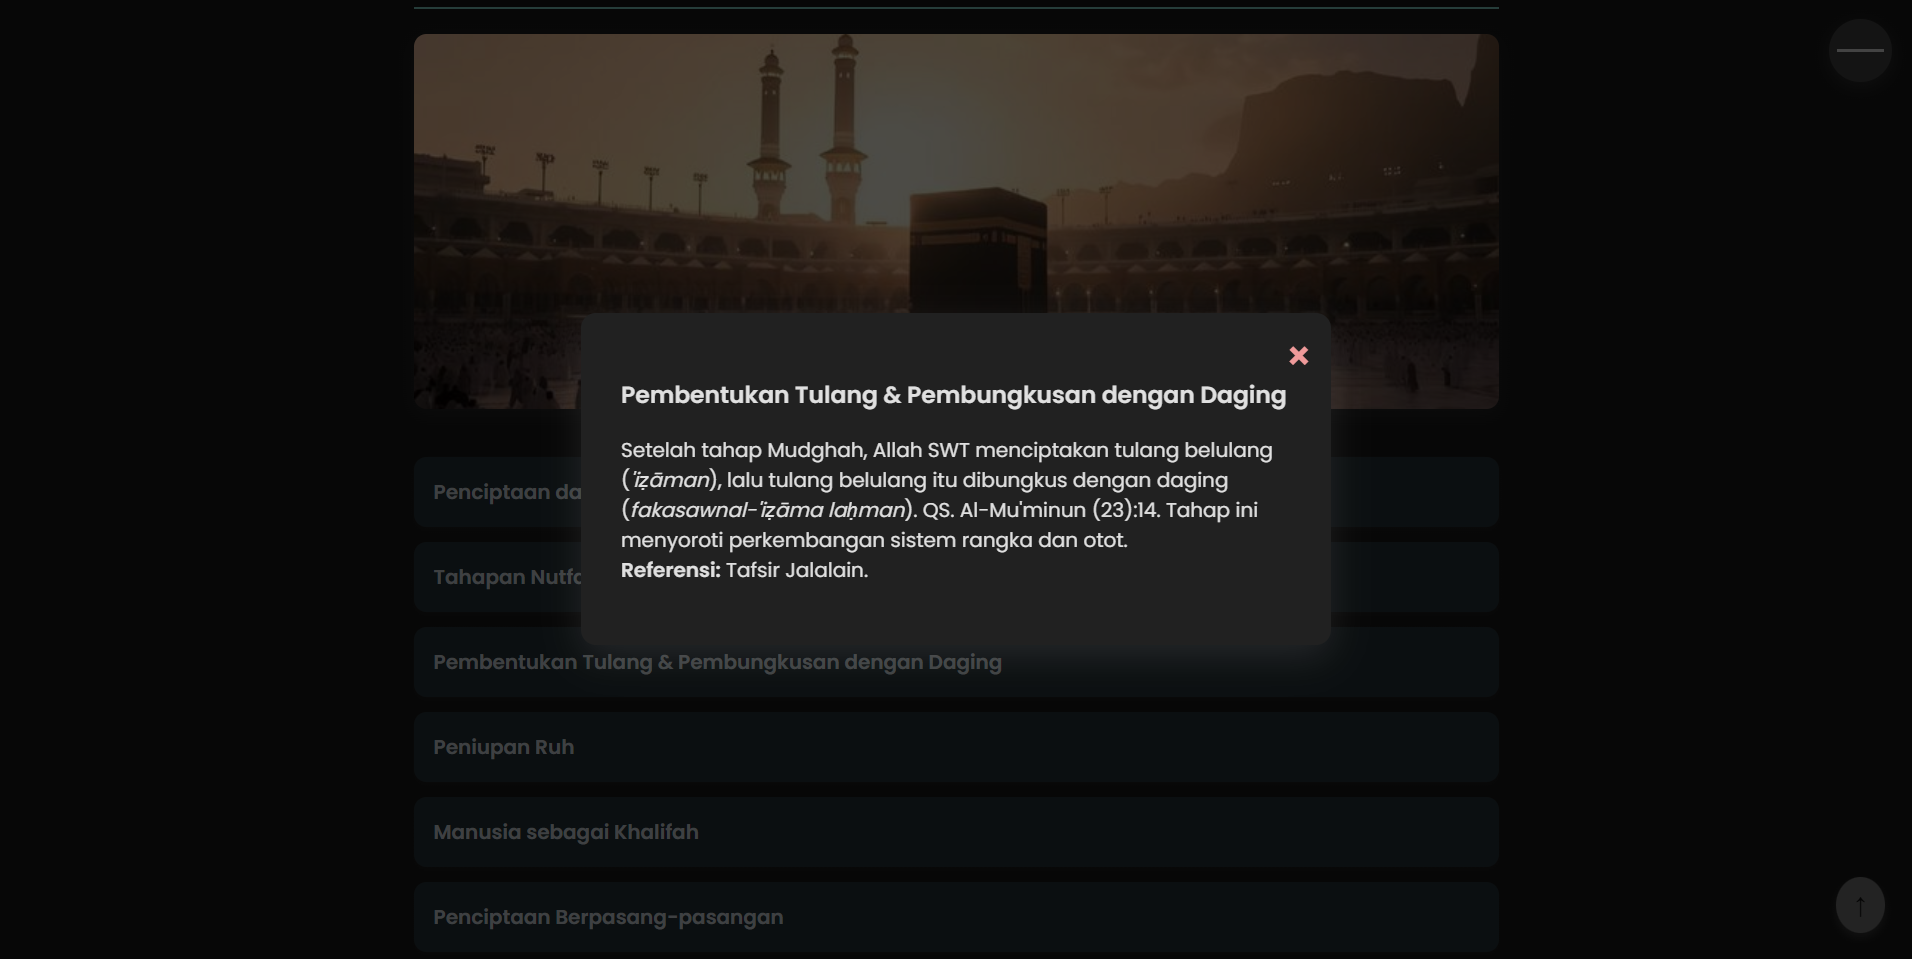 Pembentukan Tulang & Pembungkusan dengan Daging
Setelah tahap Mudghah, Allah SWT menciptakan tulang belulang
('iẓāman), lalu tulang belulang itu dibungkus dengan daging
(fakasawnal-'iẓāma laḥman). QS. Al-Mu'minun (23):14. Tahap ini
menyoroti perkembangan sistem rangka dan otot.
Referensi: Tafsir Jalalain.
Penciptaan
Tahapan
Pembentukan Tulang & Pembungkusan dengan Daging
Peniupan Ruh
Manusia sebagai Khalifah
Penciptaan Berpasang-pasangan
↑